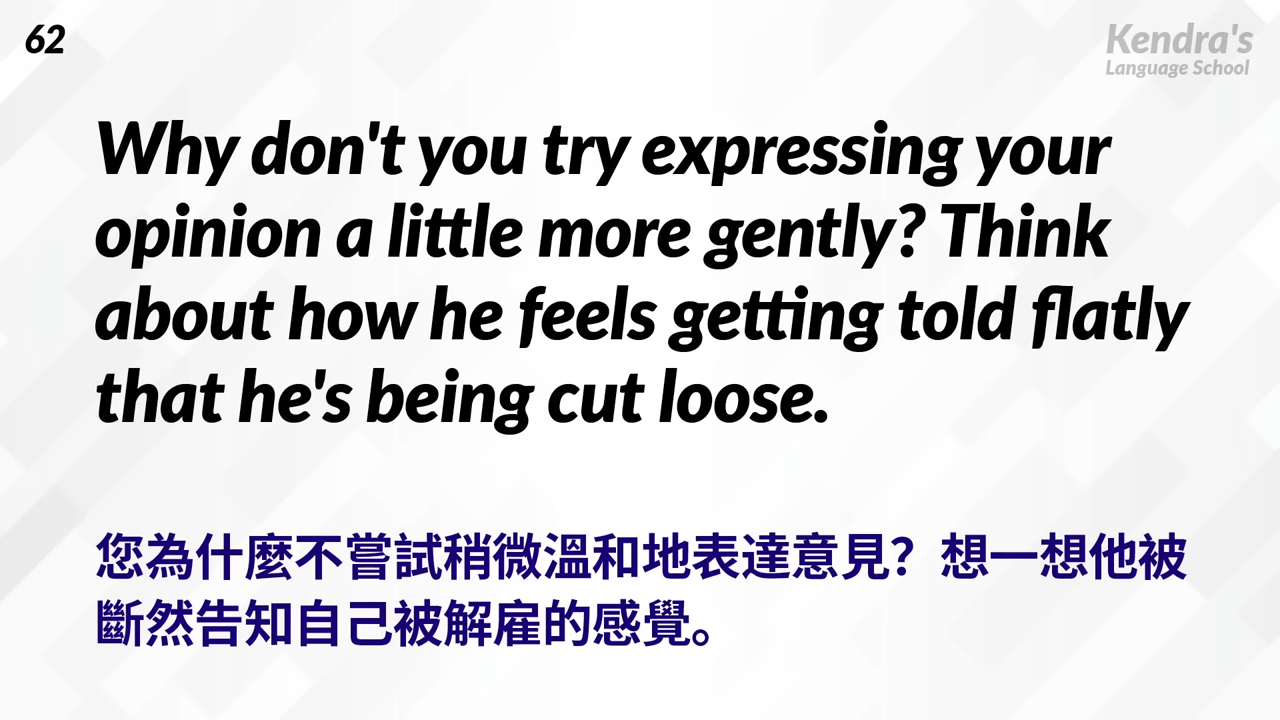 62
Kendra's
Language School
Why don't you try expressing your
opinion a little more gently? Think
about how he feels getting told flatly
that he's being cut loose.
您為什麼不嘗試稍微溫和地表達意見？想一想他被
斷然告知自己被解雇的感覺。